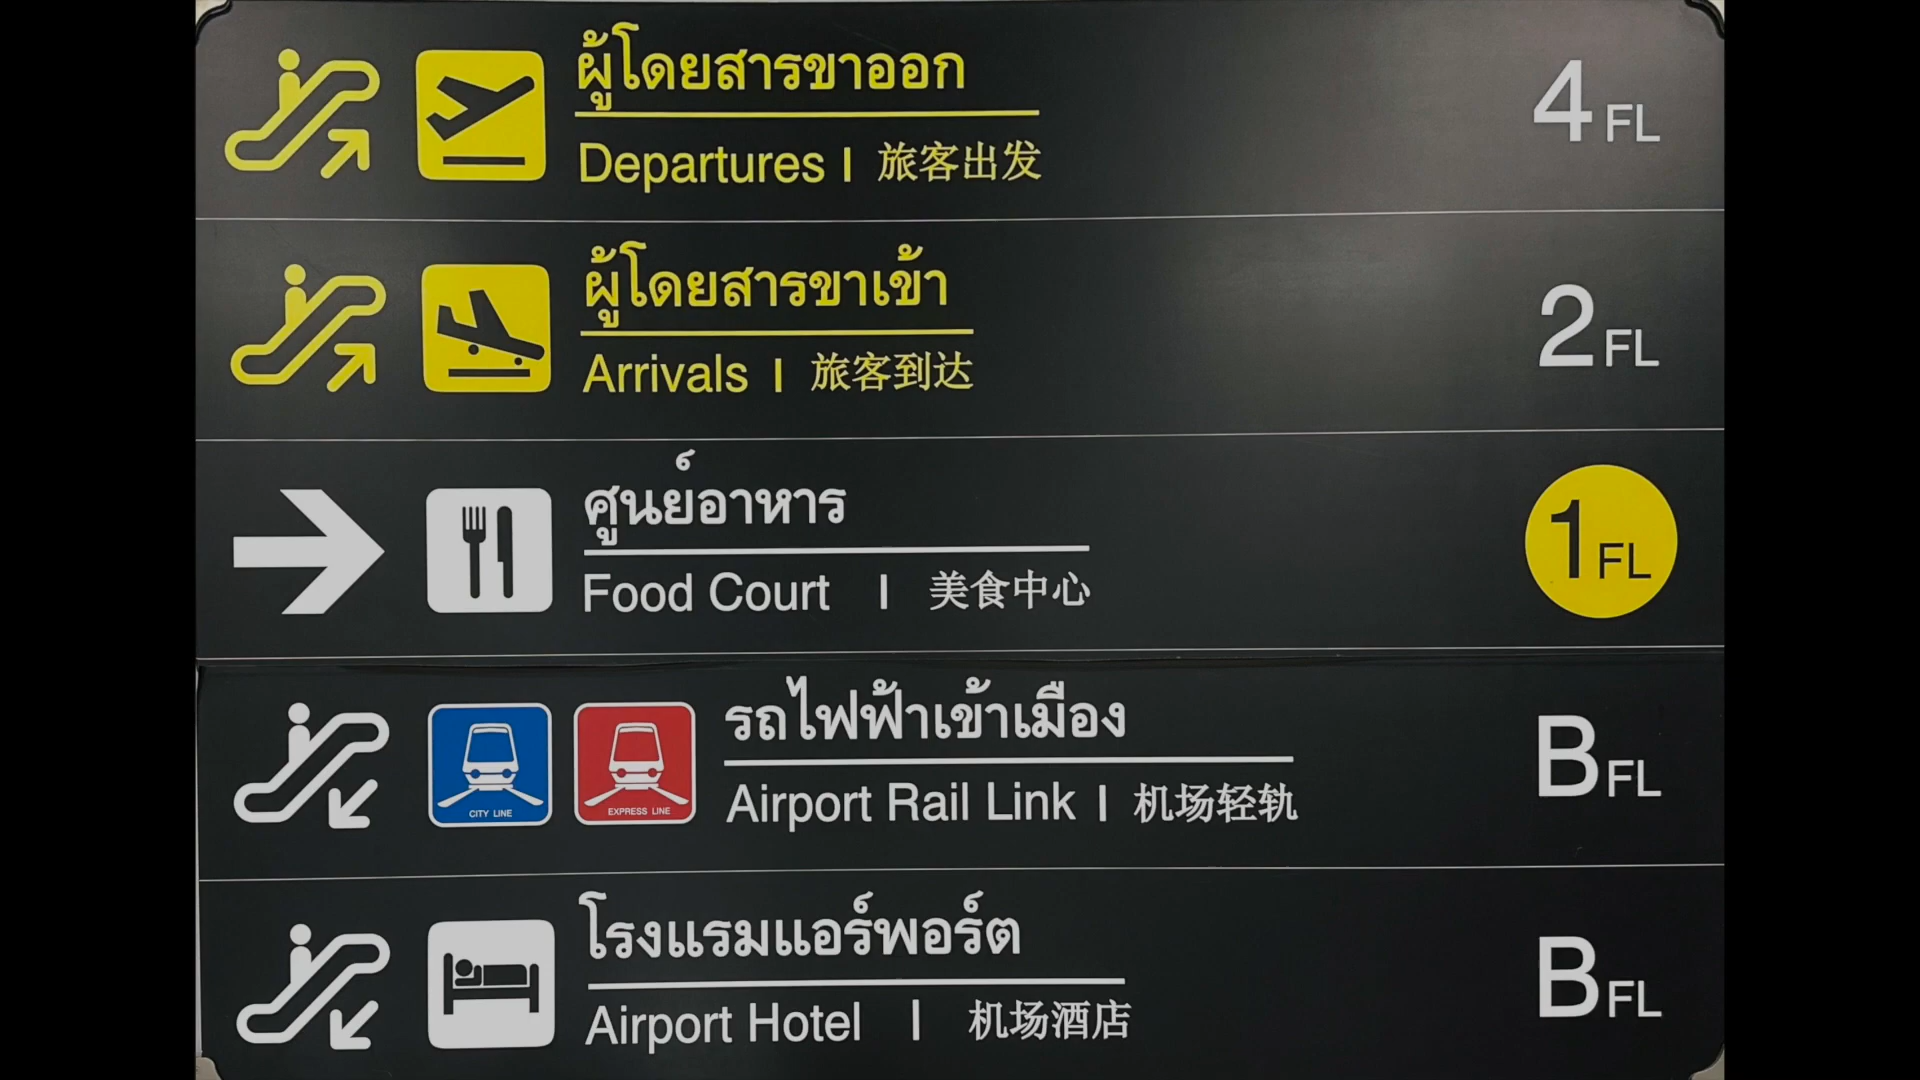 ผู้โดยสารขาออก
Departures | 旅客出发
4 FL
ผู้โดยสารขาเข้า
Arrivals | 旅客到达
2 FL
ศูนย์อาหาร
Food Court | 美食中心
1 FL
รถไฟฟ้าเข้าเมือง
CITY LINE
EXPRESS LINE
Airport Rail Link | 机场轻轨
B FL
โรงแรมแอร์พอร์ต
Airport Hotel | 机场酒店
B FL